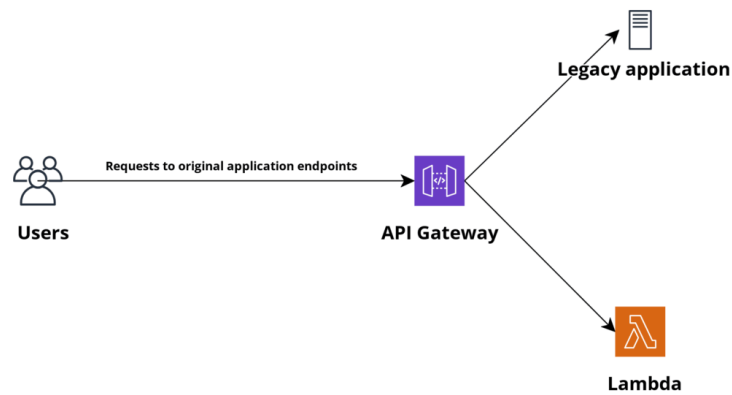 Legacy application
Requests to original application endpoints
Users
API Gateway
Lambda